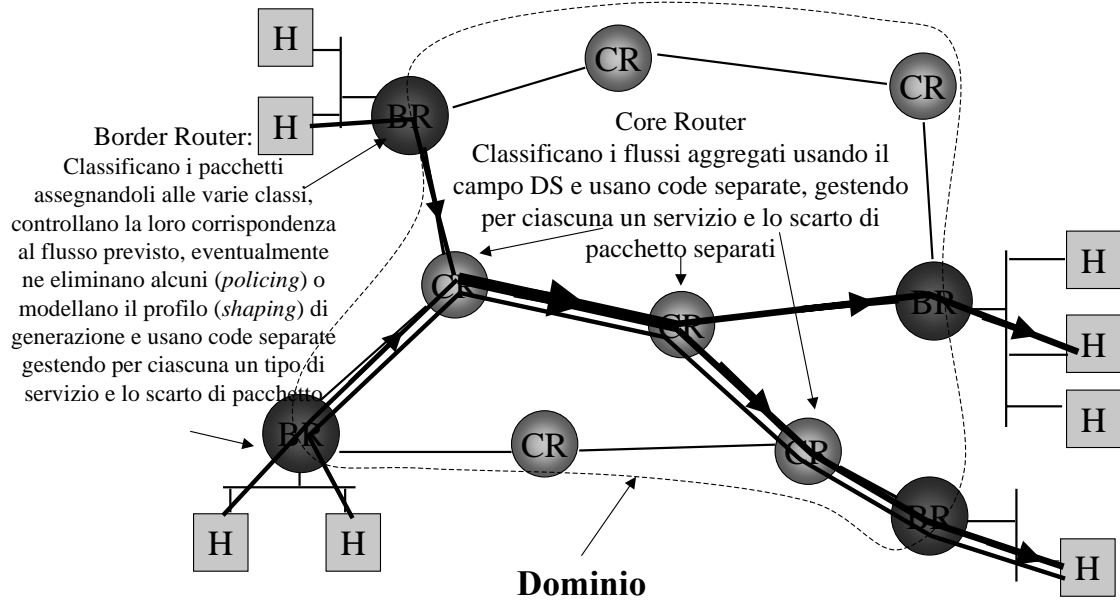 H
CR
CR
H
BR
Border Router:
Classificano i pacchetti
assegnandoli alle varie classi,
controllano la loro corrispondenza
al flusso previsto, eventualmente
ne eliminano alcuni (policing) o
modellano il profilo (shaping) di
generazione e usano code separate
gestendo per ciascuna un tipo di
servizio e lo scarto di pacchetto
Core Router
Classificano i flussi aggregati usando il
campo DS e usano code separate, gestendo
per ciascuna un servizio e lo scarto di
pacchetto separati
H
CR
BR
CR
H
H
BR
CR
CR
BR
H
H
H
Dominio